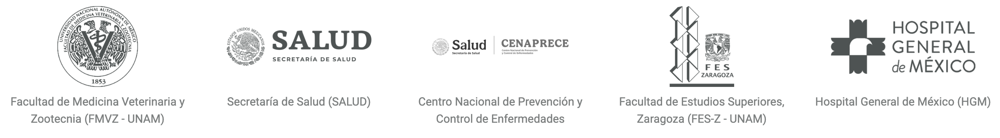 UNIVERSIDAD NACIONAL AUTÓNOMA DE MÉXICO
FACULTAD DE MEDICINA VETERINARIA Y ZOOTECNIA
1853
Facultad de Medicina Veterinaria y
Zootecnia (FMVZ - UNAM)
ESTADOS UNIDOS MEXICANOS
SALUD
SECRETARÍA DE SALUD
Secretaría de Salud (SALUD)
Salud
Secretaría de Salud
CENAPRECE
Centro Nacional de Prevención
y Control de Enfermedades
Centro Nacional de Prevención y
Control de Enfermedades
FES
ZARAGOZA
Facultad de Estudios Superiores,
Zaragoza (FES-Z - UNAM)
HOSPITAL
GENERAL
de MÉXICO
Hospital General de México (HGM)